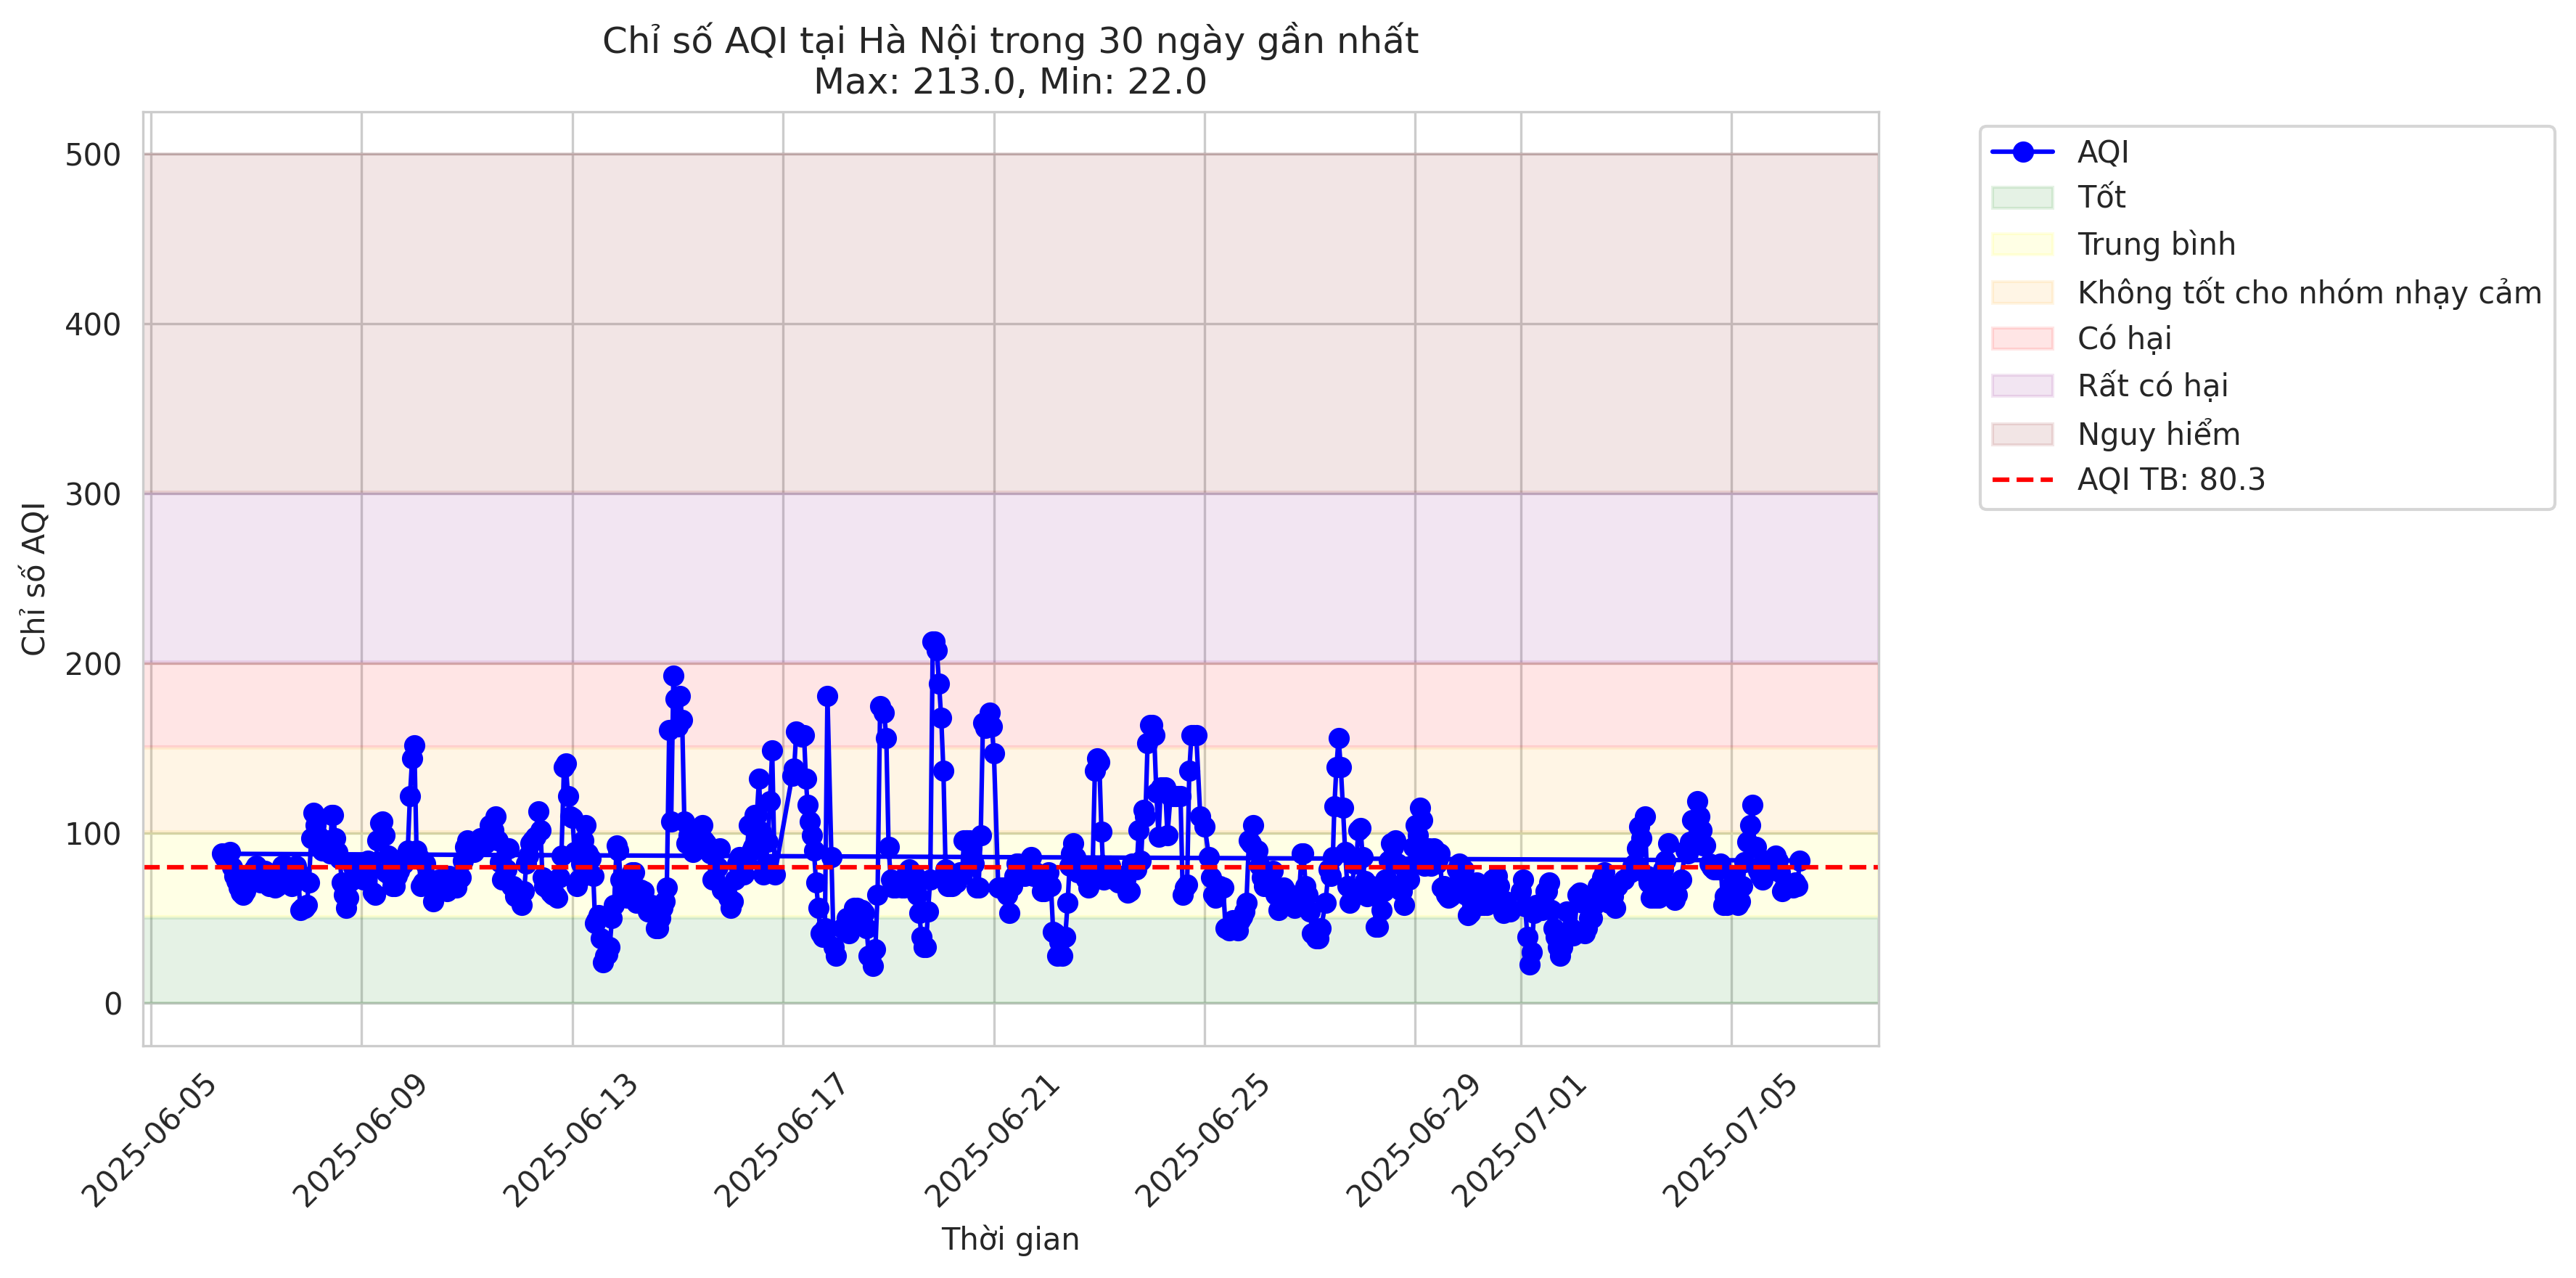 Chỉ số AQI tại Hà Nội trong 30 ngày gần nhất
Max: 213.0, Min: 22.0
Chỉ số AQI
500
400
300
200
100
0
2025-06-05
2025-06-09
2025-06-13
2025-06-17
2025-06-21
2025-06-25
2025-06-29
2025-07-01
2025-07-05
Thời gian
AQI
Tốt
Trung bình
Không tốt cho nhóm nhạy cảm
Có hại
Rất có hại
Nguy hiểm
AQI TB: 80.3